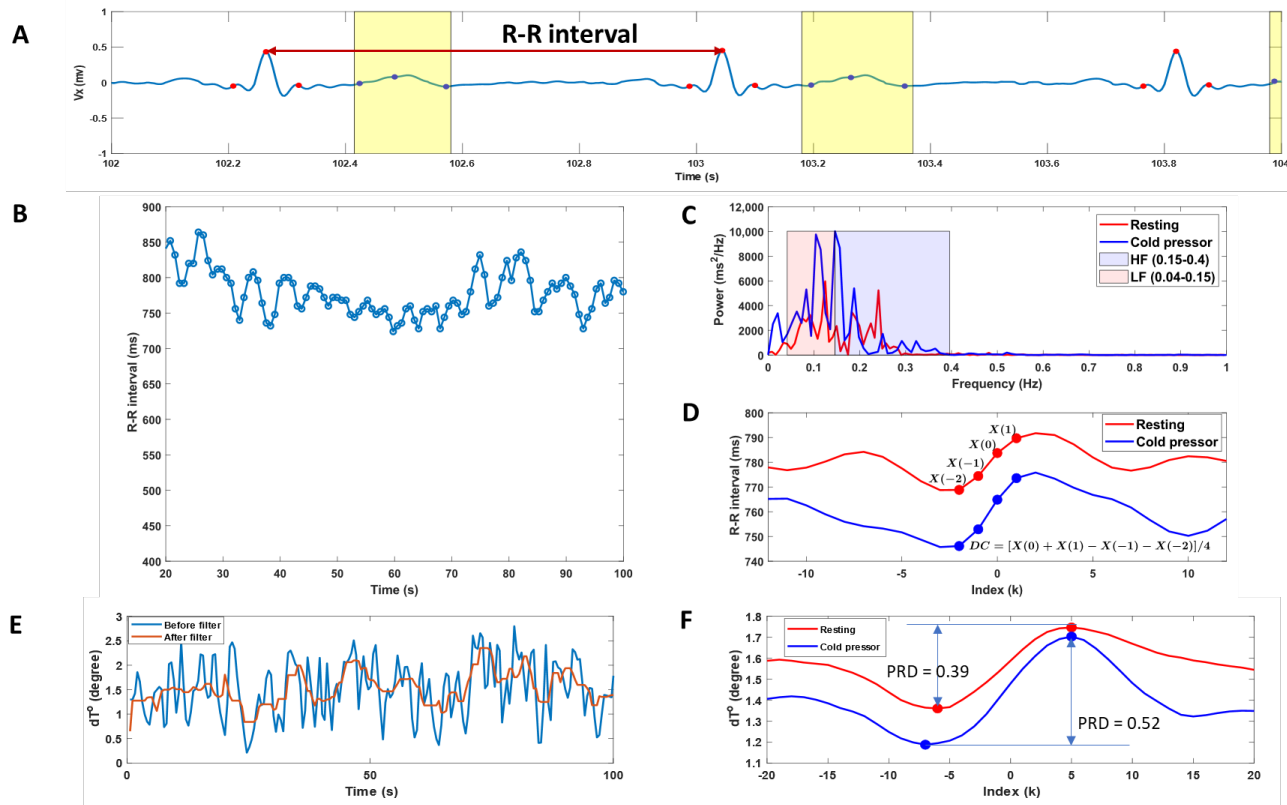 A
R-R interval
1
0.5
0
-0.5
-1
Vx (mv)
102
102.2
102.4
102.6
102.8
103
103.2
103.4
103.6
103.8
104
Time (s)
B
900
850
800
750
700
650
600
550
500
450
400
R-R interval (ms)
20
30
40
50
60
70
80
90
100
Time (s)
C
12,000
10,000
8000
6000
4000
2000
0
Power (ms²/Hz)
Resting
Cold pressor
HF (0.15-0.4)
LF (0.04-0.15)
0
0.1
0.2
0.3
0.4
0.5
0.6
0.7
0.8
0.9
1
Frequency (Hz)
D
800
790
780
770
760
750
740
R-R interval (ms)
Resting
Cold pressor
X(1)
X(0)
X(−1)
X(−2)
DC = [X(0) + X(1) − X(−1) − X(−2)]/4
-10
-5
0
5
10
Index (k)
E
3
2.5
2
1.5
1
0.5
0
dT° (degree)
Before filter
After filter
0
50
100
Time (s)
F
1.8
1.7
1.6
1.5
1.4
1.3
1.2
1.1
dT° (degree)
Resting
Cold pressor
PRD = 0.39
PRD = 0.52
-20
-15
-10
-5
0
5
10
15
20
Index (k)